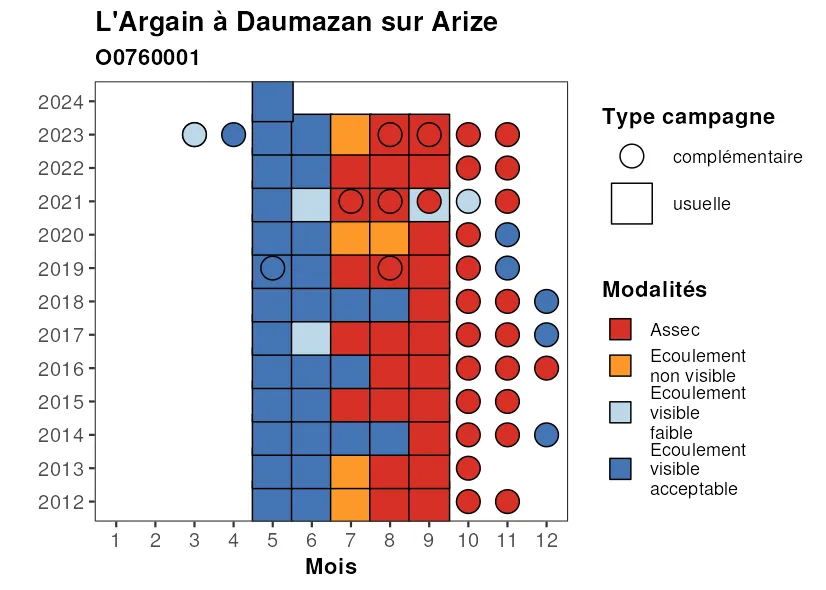 L'Argain à Daumazan sur Arize
O0760001
2024
2023
2022
2021
2020
2019
2018
2017
2016
2015
2014
2013
2012
1 2 3 4 5 6 7 8 9 10 11 12
Mois
Type campagne
complémentaire
usuelle
Modalités
Assec
Ecoulement
non visible
Ecoulement
visible
faible
Ecoulement
visible
acceptable